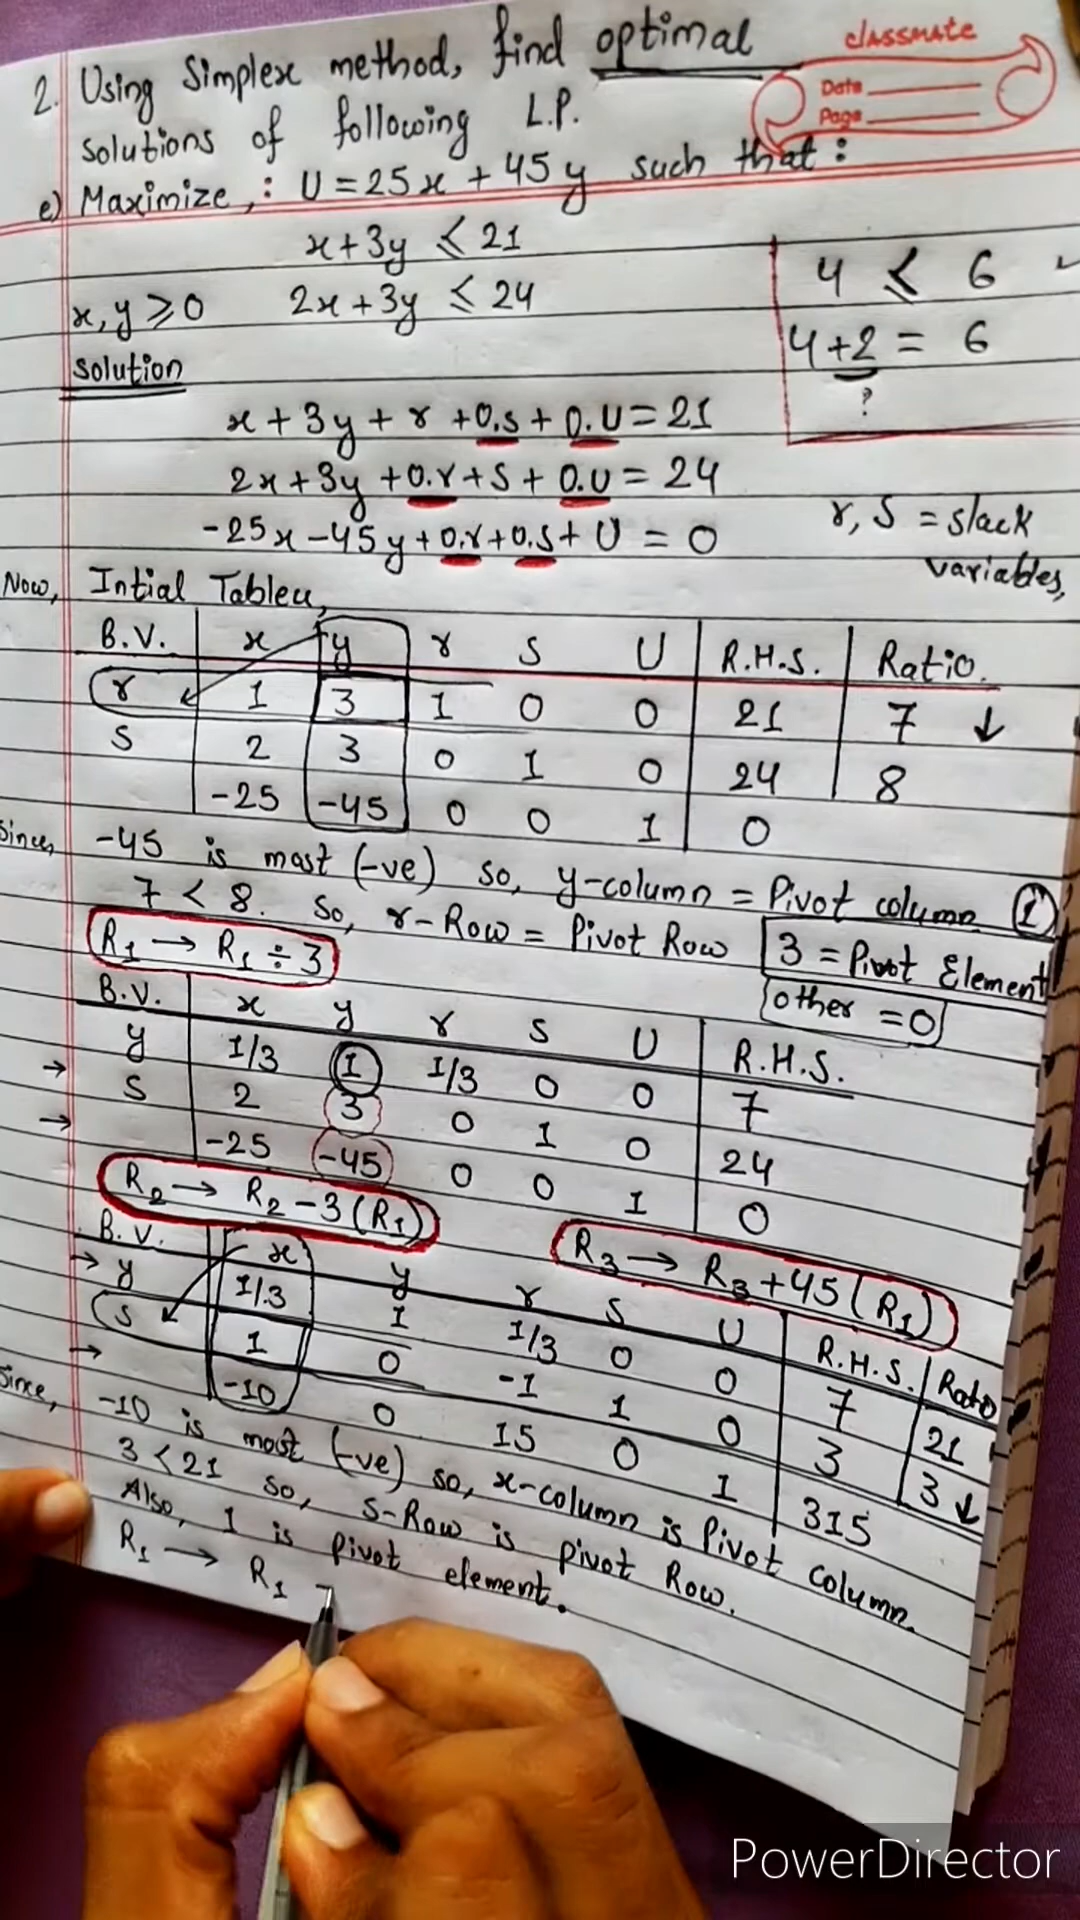 classmate
Date
Page
2. Using Simplex method, find optimal
solutions of following L.P.
e) Maximize,: U = 25x + 45y such that:
x + 3y ≤ 21
x, y ≥ 0 2x + 3y ≤ 24
4 ≤ 6
4 + 2 = 6
?
Solution
x + 3y + r + 0.s + 0.U = 21
2x + 3y + 0.r + s + 0.U = 24
-25x - 45y + 0.r + 0.s + U = 0
r, s = slack
variables,
Now, Intial Tableu,
B.V. x y r S U R.H.S. Ratio.
r 1 3 1 0 0 21 7 ↓
S 2 3 0 1 0 24 8
-25 -45 0 0 1 0
Since, -45 is most (-ve) so, y-column = Pivot column 1
7 < 8. so, r-Row = Pivot Row 3 = Pivot Element
R1 → R1 ÷ 3 other = 0
B.V. x y r S U R.H.S.
y 1/3 1 1/3 0 0 7
→ S 2 3 0 1 0 24
→ -25 -45 0 0 1 0
R2 → R2 - 3(R1) R3 → R3 + 45(R1)
B.V. x y r S U R.H.S. Ratio
→ y 1/3 1 1/3 0 0 7 21
S 1 0 -1 1 0 3 3 ↓
→ -10 0 15 0 1 315
Since, -10 is most (-ve) so, x-column is Pivot column.
3 < 21 so, s-Row is pivot Row.
Also, 1 is pivot element.
R1 → R1 -
PowerDirector